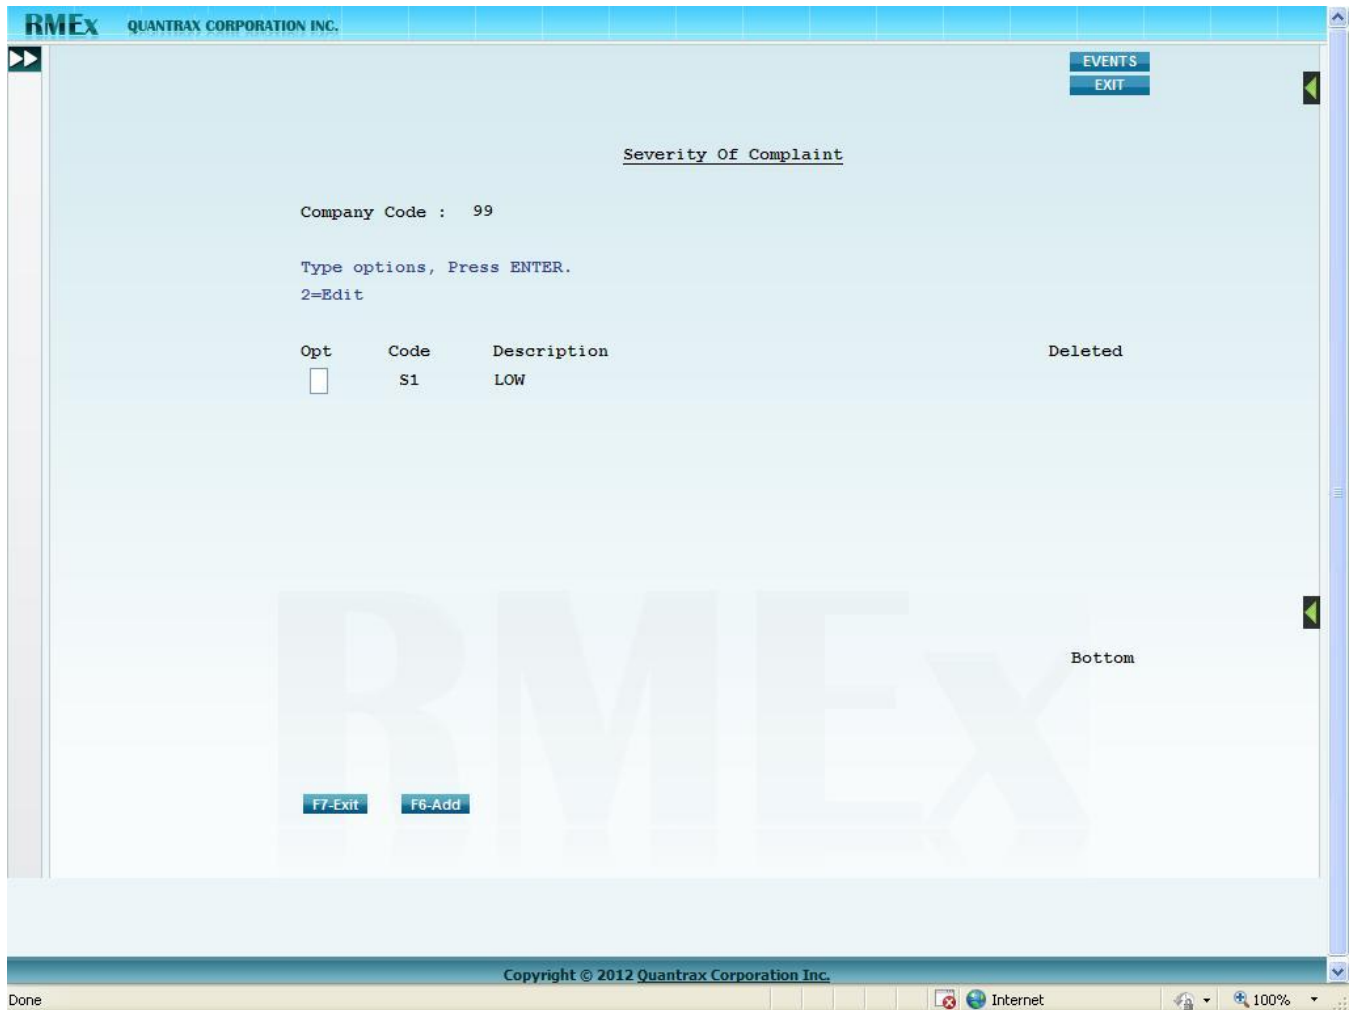 RMEx QUANTRAX CORPORATION INC.
EVENTS
EXIT
Severity Of Complaint
Company Code : 99
Type options, Press ENTER.
2=Edit
Opt Code Description Deleted
S1 LOW
RMEx
Bottom
F7-Exit F6-Add
Copyright © 2012 Quantrax Corporation Inc.
Done Internet 100%